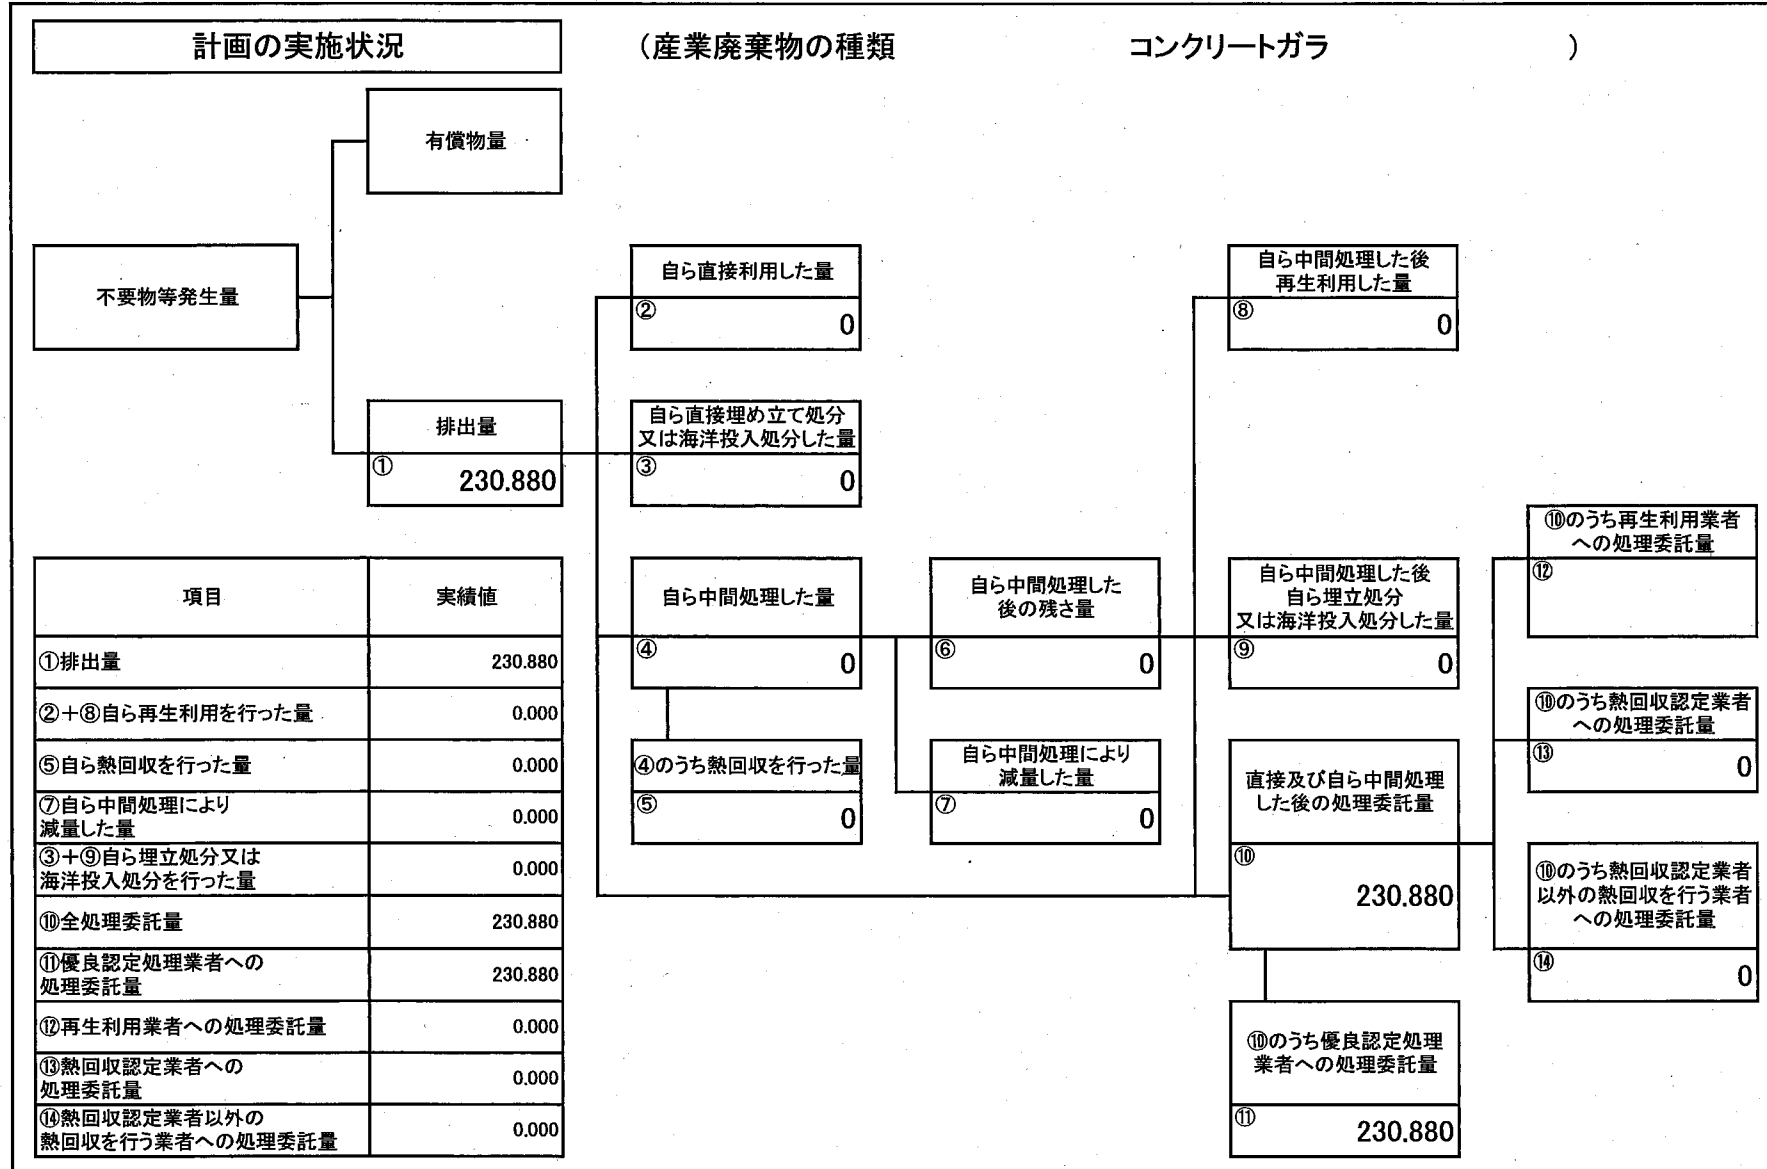 計画の実施状況
（産業廃棄物の種類 コンクリートガラ ）
有償物量
不要物等発生量
排出量
①
230.880
自ら直接利用した量
②
0
自ら直接埋め立て処分
又は海洋投入処分した量
③
0
自ら中間処理した量
④
0
④のうち熱回収を行った量
⑤
0
自ら中間処理した
後の残さ量
⑥
0
自ら中間処理により
減量した量
⑦
0
自ら中間処理した後
再生利用した量
⑧
0
自ら中間処理した後
自ら埋立処分
又は海洋投入処分した量
⑨
0
直接及び自ら中間処理
した後の処理委託量
⑩
230.880
⑩のうち優良認定処理
業者への処理委託量
⑪
230.880
⑩のうち再生利用業者
への処理委託量
⑫
⑩のうち熱回収認定業者
への処理委託量
⑬
0
⑩のうち熱回収認定業者
以外の熱回収を行う業者
への処理委託量
⑭
0
項目 実績値
①排出量 230.880
②＋⑧自ら再生利用を行った量 0.000
⑤自ら熱回収を行った量 0.000
⑦自ら中間処理により
減量した量 0.000
③＋⑨自ら埋立処分又は
海洋投入処分を行った量 0.000
⑩全処理委託量 230.880
⑪優良認定処理業者への
処理委託量 230.880
⑫再生利用業者への処理委託量 0.000
⑬熱回収認定業者への
処理委託量 0.000
⑭熱回収認定業者以外の
熱回収を行う業者への処理委託量 0.000